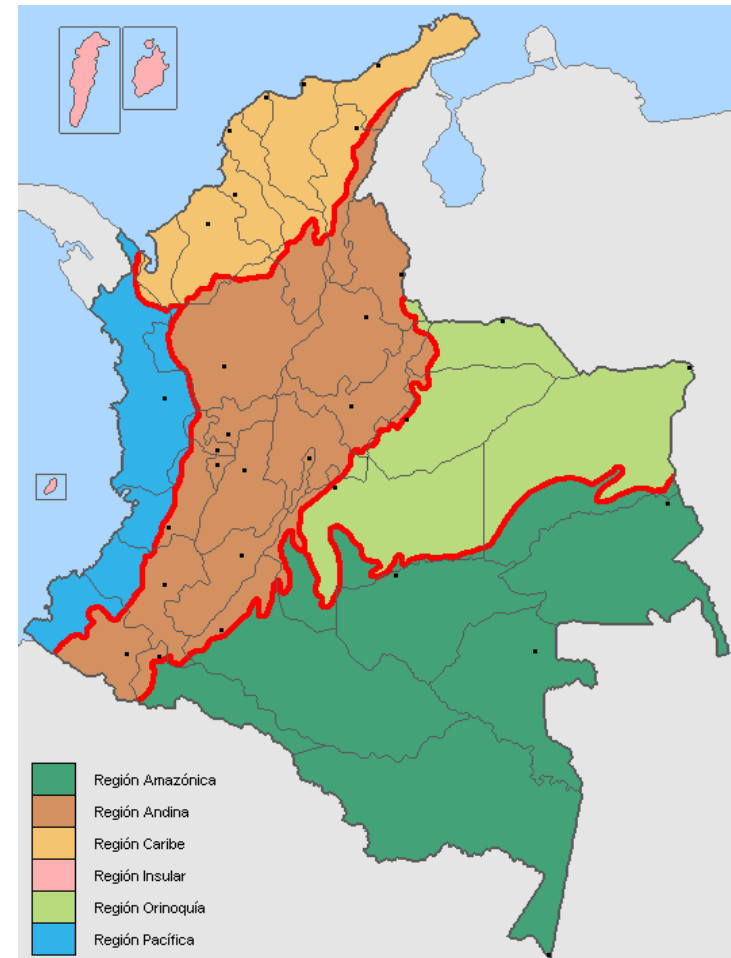 Región Amazónica
Región Andina
Región Caribe
Región Insular
Región Orinoquía
Región Pacífica